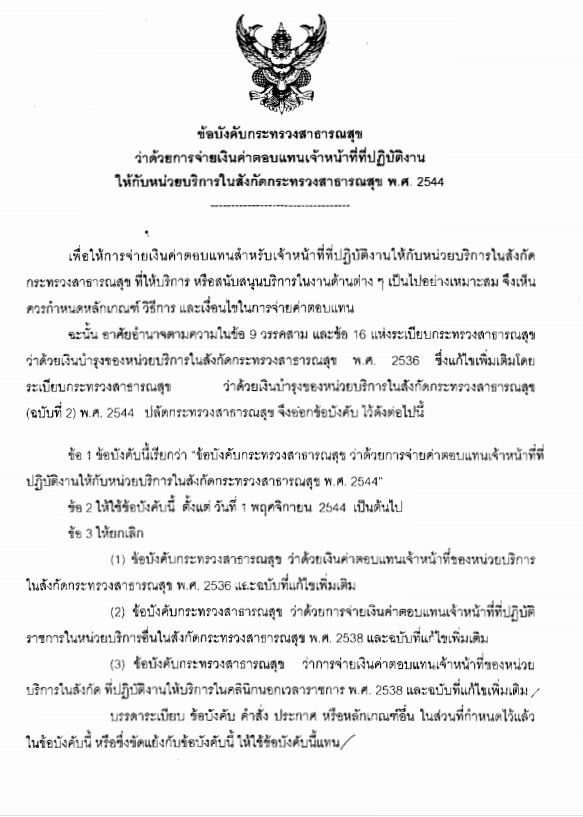 ข้อบังคับกระทรวงสาธารณสุข
ว่าด้วยการจ่ายเงินค่าตอบแทนเจ้าหน้าที่ที่ปฏิบัติงาน
ให้กับหน่วยบริการในสังกัดกระทรวงสาธารณสุข พ.ศ. 2544
---------------------------------
เพื่อให้การจ่ายเงินค่าตอบแทนสำหรับเจ้าหน้าที่ที่ปฏิบัติงานให้กับหน่วยบริการในสังกัด
กระทรวงสาธารณสุข ที่ให้บริการ หรือสนับสนุนบริการในงานด้านต่าง ๆ เป็นไปอย่างเหมาะสม จึงเห็น
ควรกำหนดหลักเกณฑ์ วิธีการ และเงื่อนไขในการจ่ายค่าตอบแทน
ฉะนั้น อาศัยอำนาจตามความในข้อ 9 วรรคสาม และข้อ 16 แห่งระเบียบกระทรวงสาธารณสุข
ว่าด้วยเงินบำรุงของหน่วยบริการในสังกัดกระทรวงสาธารณสุข พ.ศ. 2536 ซึ่งแก้ไขเพิ่มเติมโดย
ระเบียบกระทรวงสาธารณสุข ว่าด้วยเงินบำรุงของหน่วยบริการในสังกัดกระทรวงสาธารณสุข
(ฉบับที่ 2) พ.ศ. 2544 ปลัดกระทรวงสาธารณสุข จึงออกข้อบังคับ ไว้ดังต่อไปนี้
ข้อ 1 ข้อบังคับนี้เรียกว่า "ข้อบังคับกระทรวงสาธารณสุข ว่าด้วยการจ่ายค่าตอบแทนเจ้าหน้าที่ที่
ปฏิบัติงานให้กับหน่วยบริการในสังกัดกระทรวงสาธารณสุข พ.ศ. 2544"
ข้อ 2 ให้ใช้ข้อบังคับนี้ ตั้งแต่ วันที่ 1 พฤศจิกายน 2544 เป็นต้นไป
ข้อ 3 ให้ยกเลิก
(1) ข้อบังคับกระทรวงสาธารณสุข ว่าด้วยเงินค่าตอบแทนเจ้าหน้าที่ของหน่วยบริการ
ในสังกัดกระทรวงสาธารณสุข พ.ศ. 2536 และฉบับที่แก้ไขเพิ่มเติม
(2) ข้อบังคับกระทรวงสาธารณสุข ว่าด้วยการจ่ายเงินค่าตอบแทนเจ้าหน้าที่ที่ปฏิบัติ
ราชการในหน่วยบริการอื่นในสังกัดกระทรวงสาธารณสุข พ.ศ. 2538 และฉบับที่แก้ไขเพิ่มเติม
(3) ข้อบังคับกระทรวงสาธารณสุข ว่าการจ่ายเงินค่าตอบแทนเจ้าหน้าที่ของหน่วย
บริการในสังกัด ที่ปฏิบัติงานให้บริการในคลินิกนอกเวลาราชการ พ.ศ. 2538 และฉบับที่แก้ไขเพิ่มเติม
บรรดาระเบียบ ข้อบังคับ คำสั่ง ประกาศ หรือหลักเกณฑ์อื่น ในส่วนที่กำหนดไว้แล้ว
ในข้อบังคับนี้ หรือซึ่งขัดแย้งกับข้อบังคับนี้ ให้ใช้ข้อบังคับนี้แทน